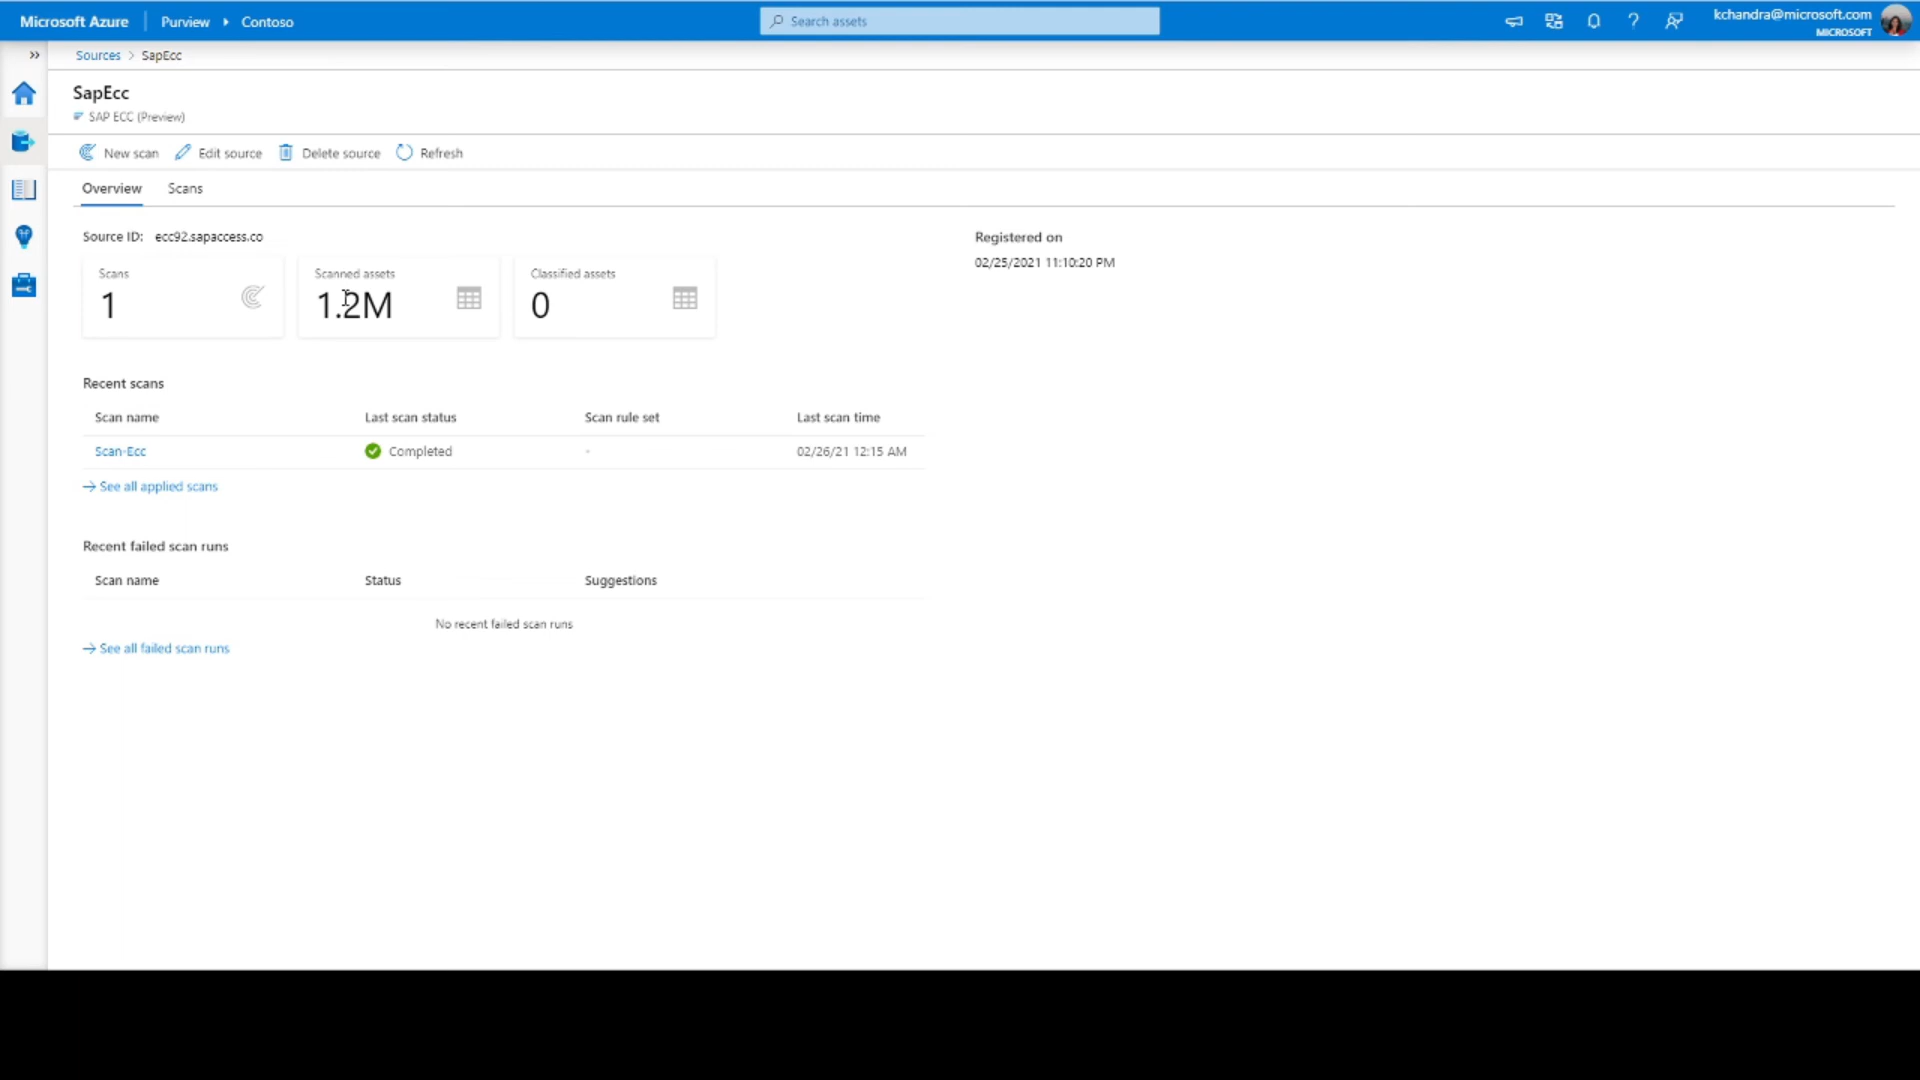 Microsoft Azure Purview Contoso Search assets kchandra@microsoft.com
MICROSOFT
Sources > SapEcc
SapEcc
SAP ECC (Preview)
New scan Edit source Delete source Refresh
Overview Scans
Source ID: ecc92.sapaccess.co
Registered on
02/25/2021 11:10:20 PM
Scans
1
Scanned assets
1.2M
Classified assets
0
Recent scans
Scan name Last scan status Scan rule set Last scan time
Scan-Ecc Completed - 02/26/21 12:15 AM
→ See all applied scans
Recent failed scan runs
Scan name Status Suggestions
No recent failed scan runs
→ See all failed scan runs